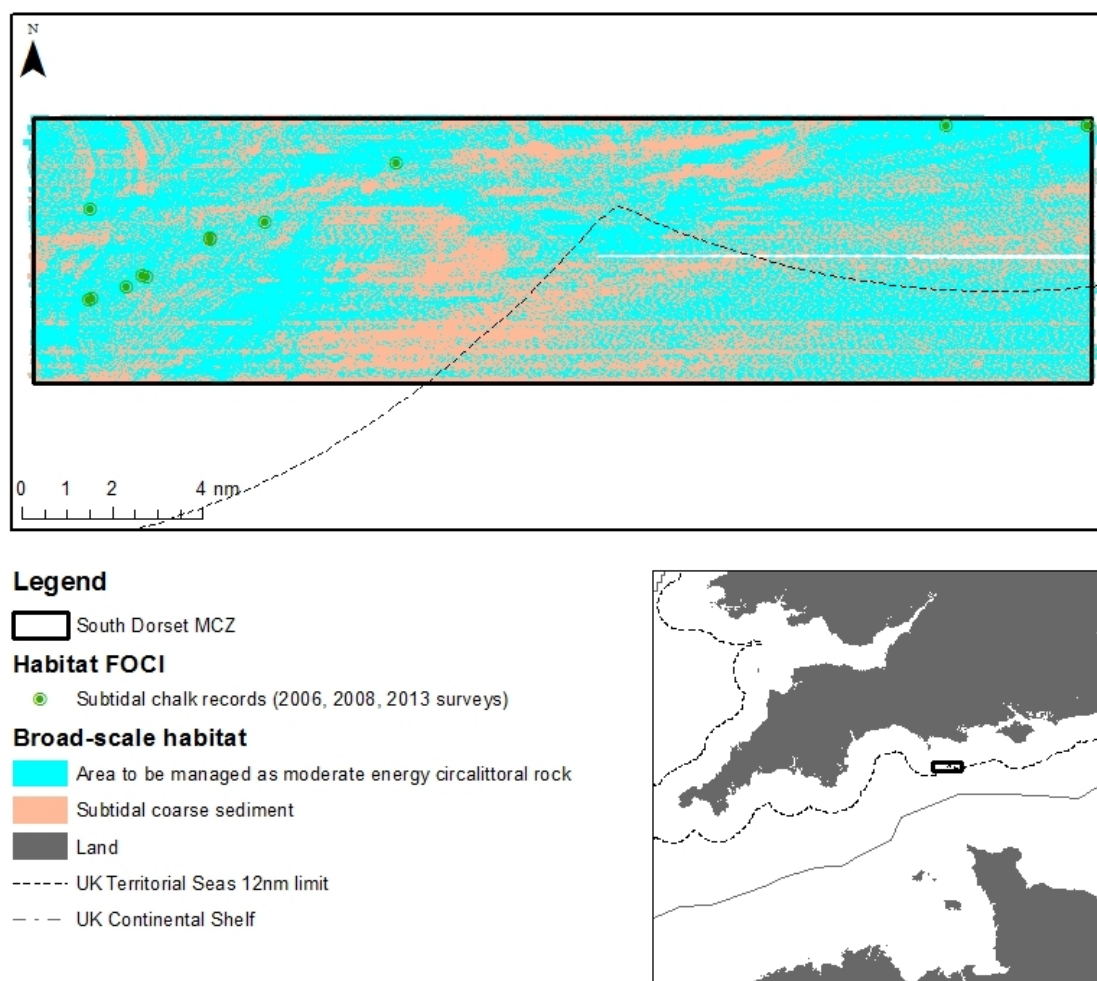 N
0 1 2 4 nm
Legend
South Dorset MCZ
Habitat FOCI
Subtidal chalk records (2006, 2008, 2013 surveys)
Broad-scale habitat
Area to be managed as moderate energy circalittoral rock
Subtidal coarse sediment
Land
UK Territorial Seas 12nm limit
UK Continental Shelf